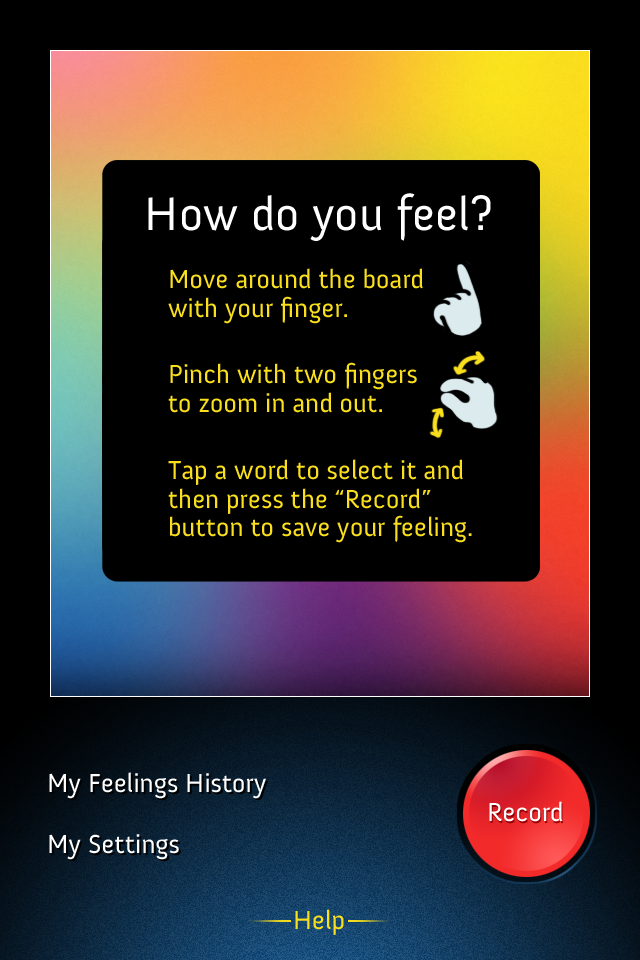 How do you feel?
Move around the board
with your finger.
Pinch with two fingers
to zoom in and out.
Tap a word to select it and
then press the “Record”
button to save your feeling.
My Feelings History
Record
My Settings
Help